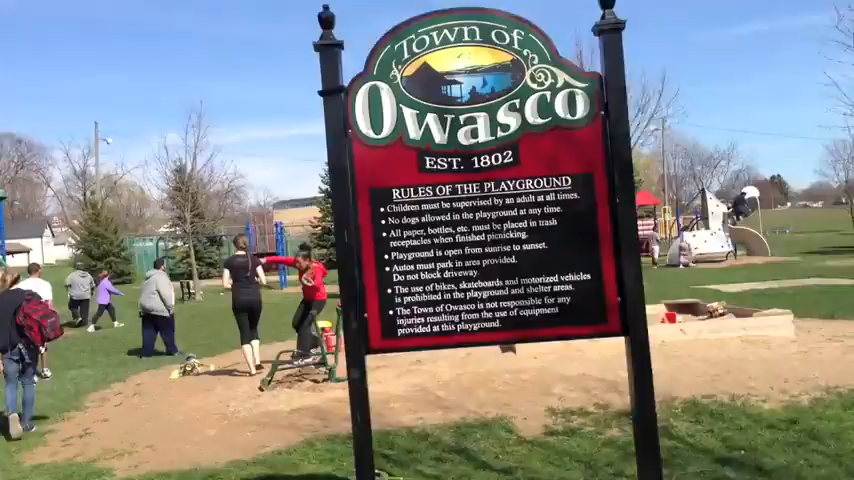 Town of
Owasco
EST. 1802
RULES OF THE PLAYGROUND
• Children must be supervised by an adult at all times.
• No dogs allowed in the playground at any time.
• All paper, bottles, etc. must be placed in trash
receptacles when finished picnicking.
• Playground is open from sunrise to sunset.
• Autos must park in area provided.
Do not block driveway.
• The use of bikes, skateboards and motorized vehicles
is prohibited in the playground and shelter areas.
• The Town of Owasco is not responsible for any
injuries resulting from the use of equipment
provided at this playground.